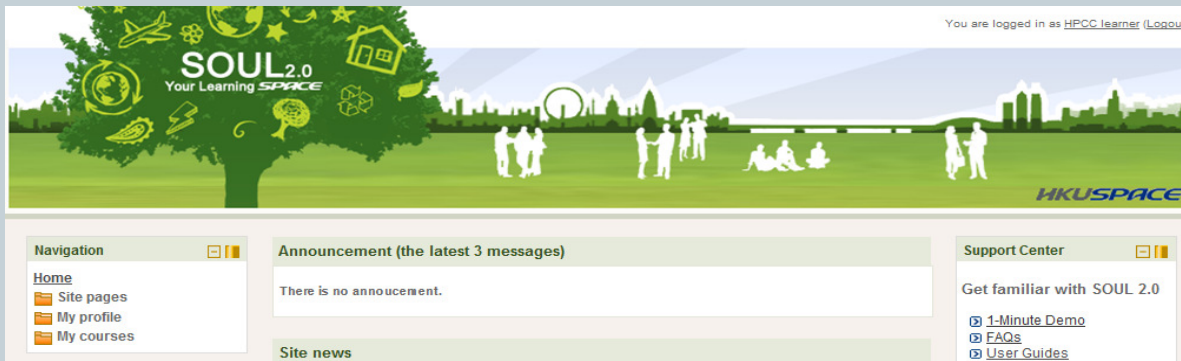 You are logged in as HPCC learner (Logou
SOUL2.0
Your Learning SPACE
HKUSPACE
Navigation
Home
Site pages
My profile
My courses
Announcement (the latest 3 messages)
There is no annoucement.
Site news
Support Center
Get familiar with SOUL 2.0
1-Minute Demo
FAQs
User Guides